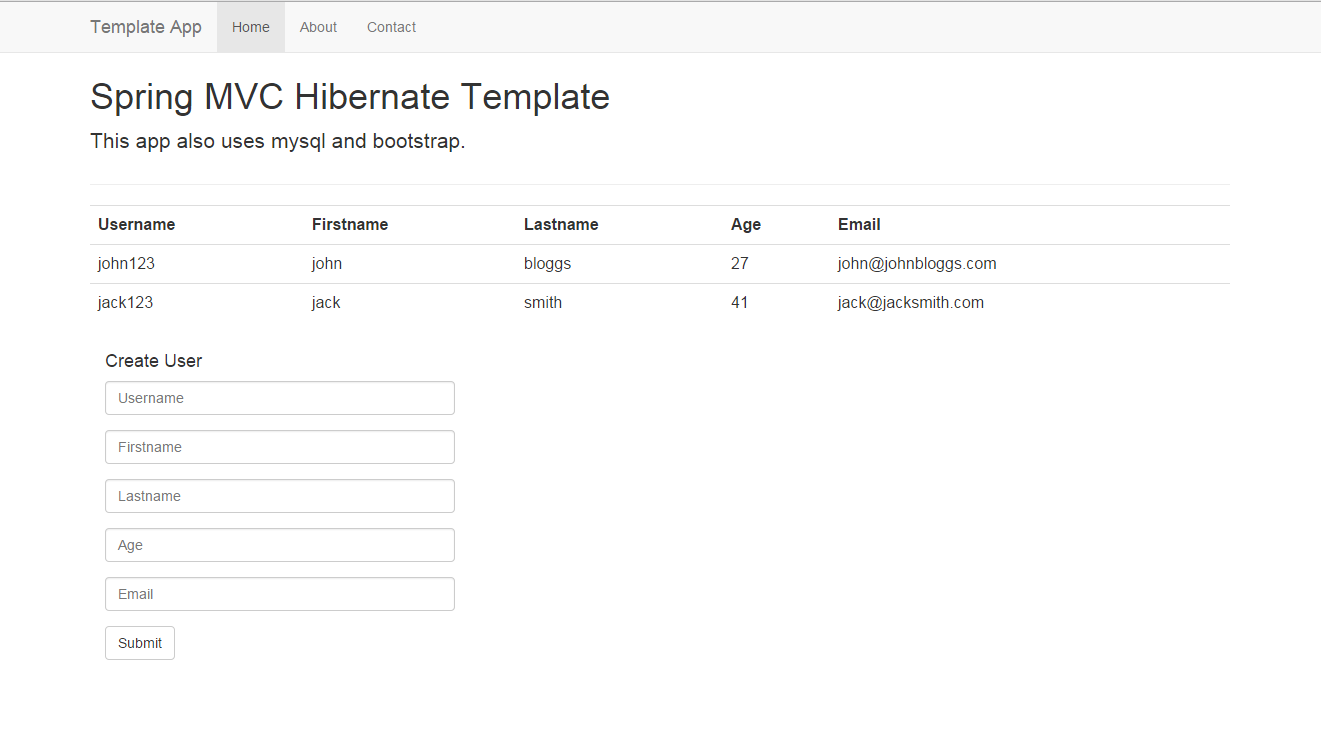 Template App Home About Contact
Spring MVC Hibernate Template
This app also uses mysql and bootstrap.
Username Firstname Lastname Age Email
john123 john bloggs 27 john@johnbloggs.com
jack123 jack smith 41 jack@jacksmith.com
Create User
Username
Firstname
Lastname
Age
Email
Submit